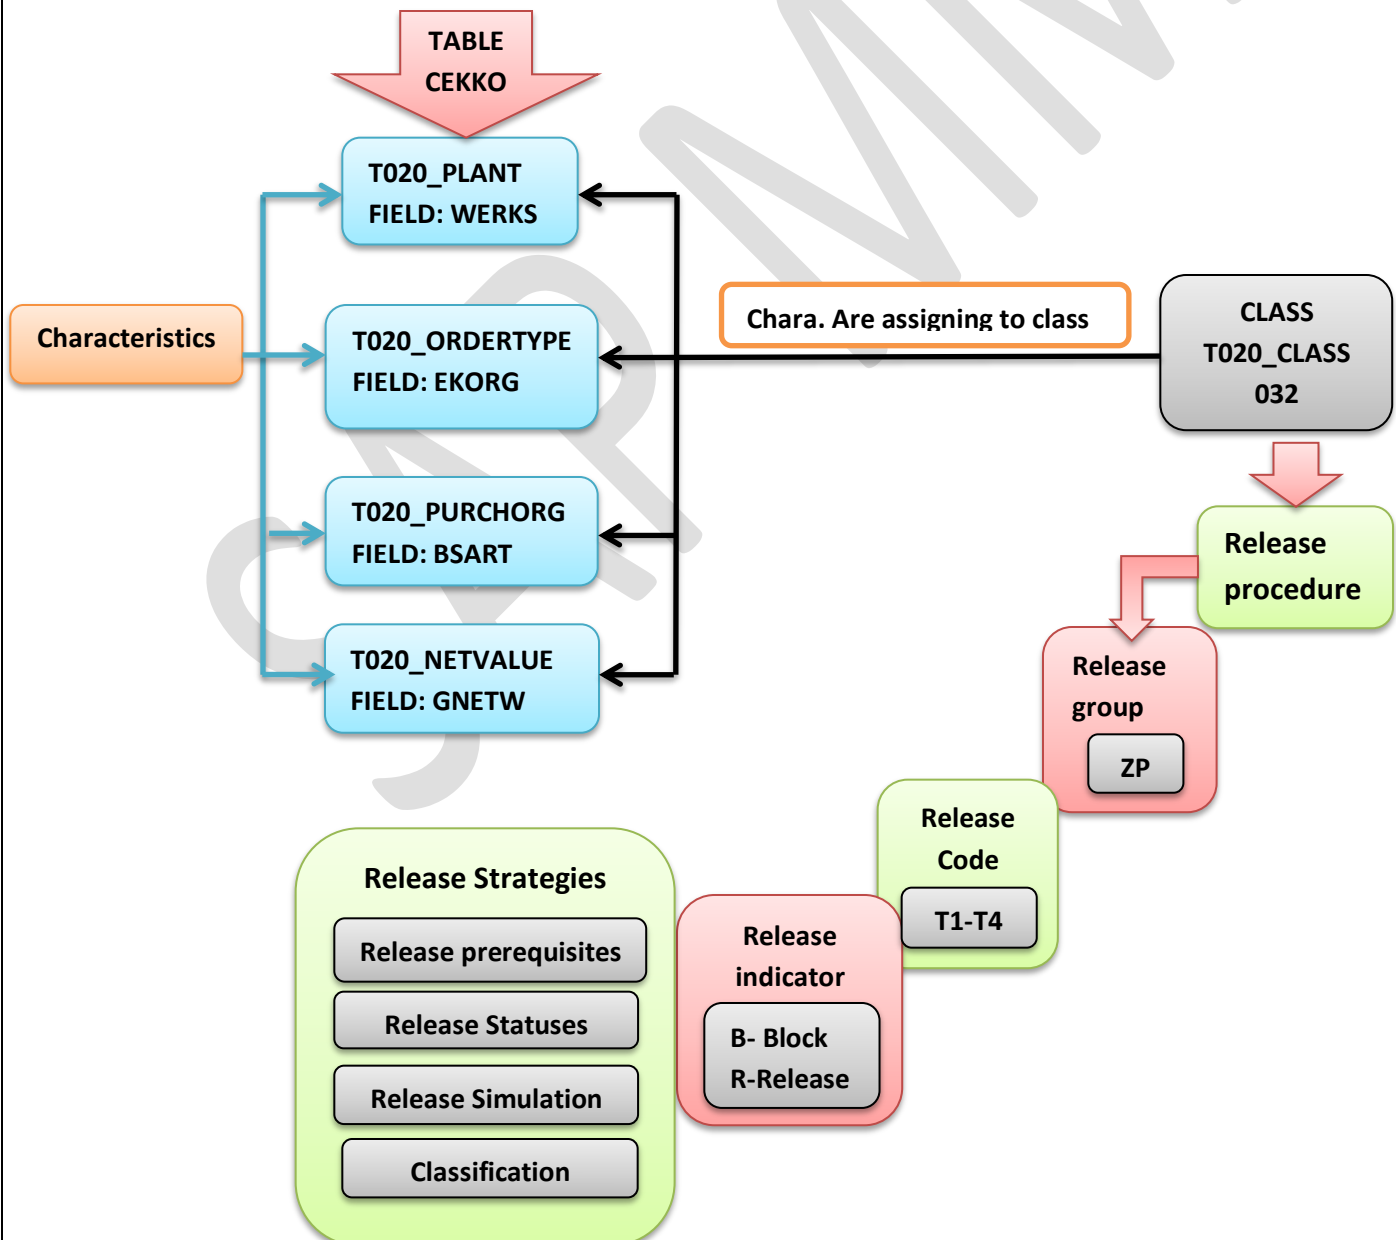 TABLE
CEKKO
T020_PLANT
FIELD: WERKS
Characteristics
T020_ORDERTYPE
FIELD: EKORG
Chara. Are assigning to class
CLASS
T020_CLASS
032
T020_PURCHORG
FIELD: BSART
Release
procedure
T020_NETVALUE
FIELD: GNETW
Release
group
ZP
Release
Code
T1-T4
Release Strategies
Release prerequisites
Release Statuses
Release Simulation
Classification
Release
indicator
B- Block
R-Release
SAP MM